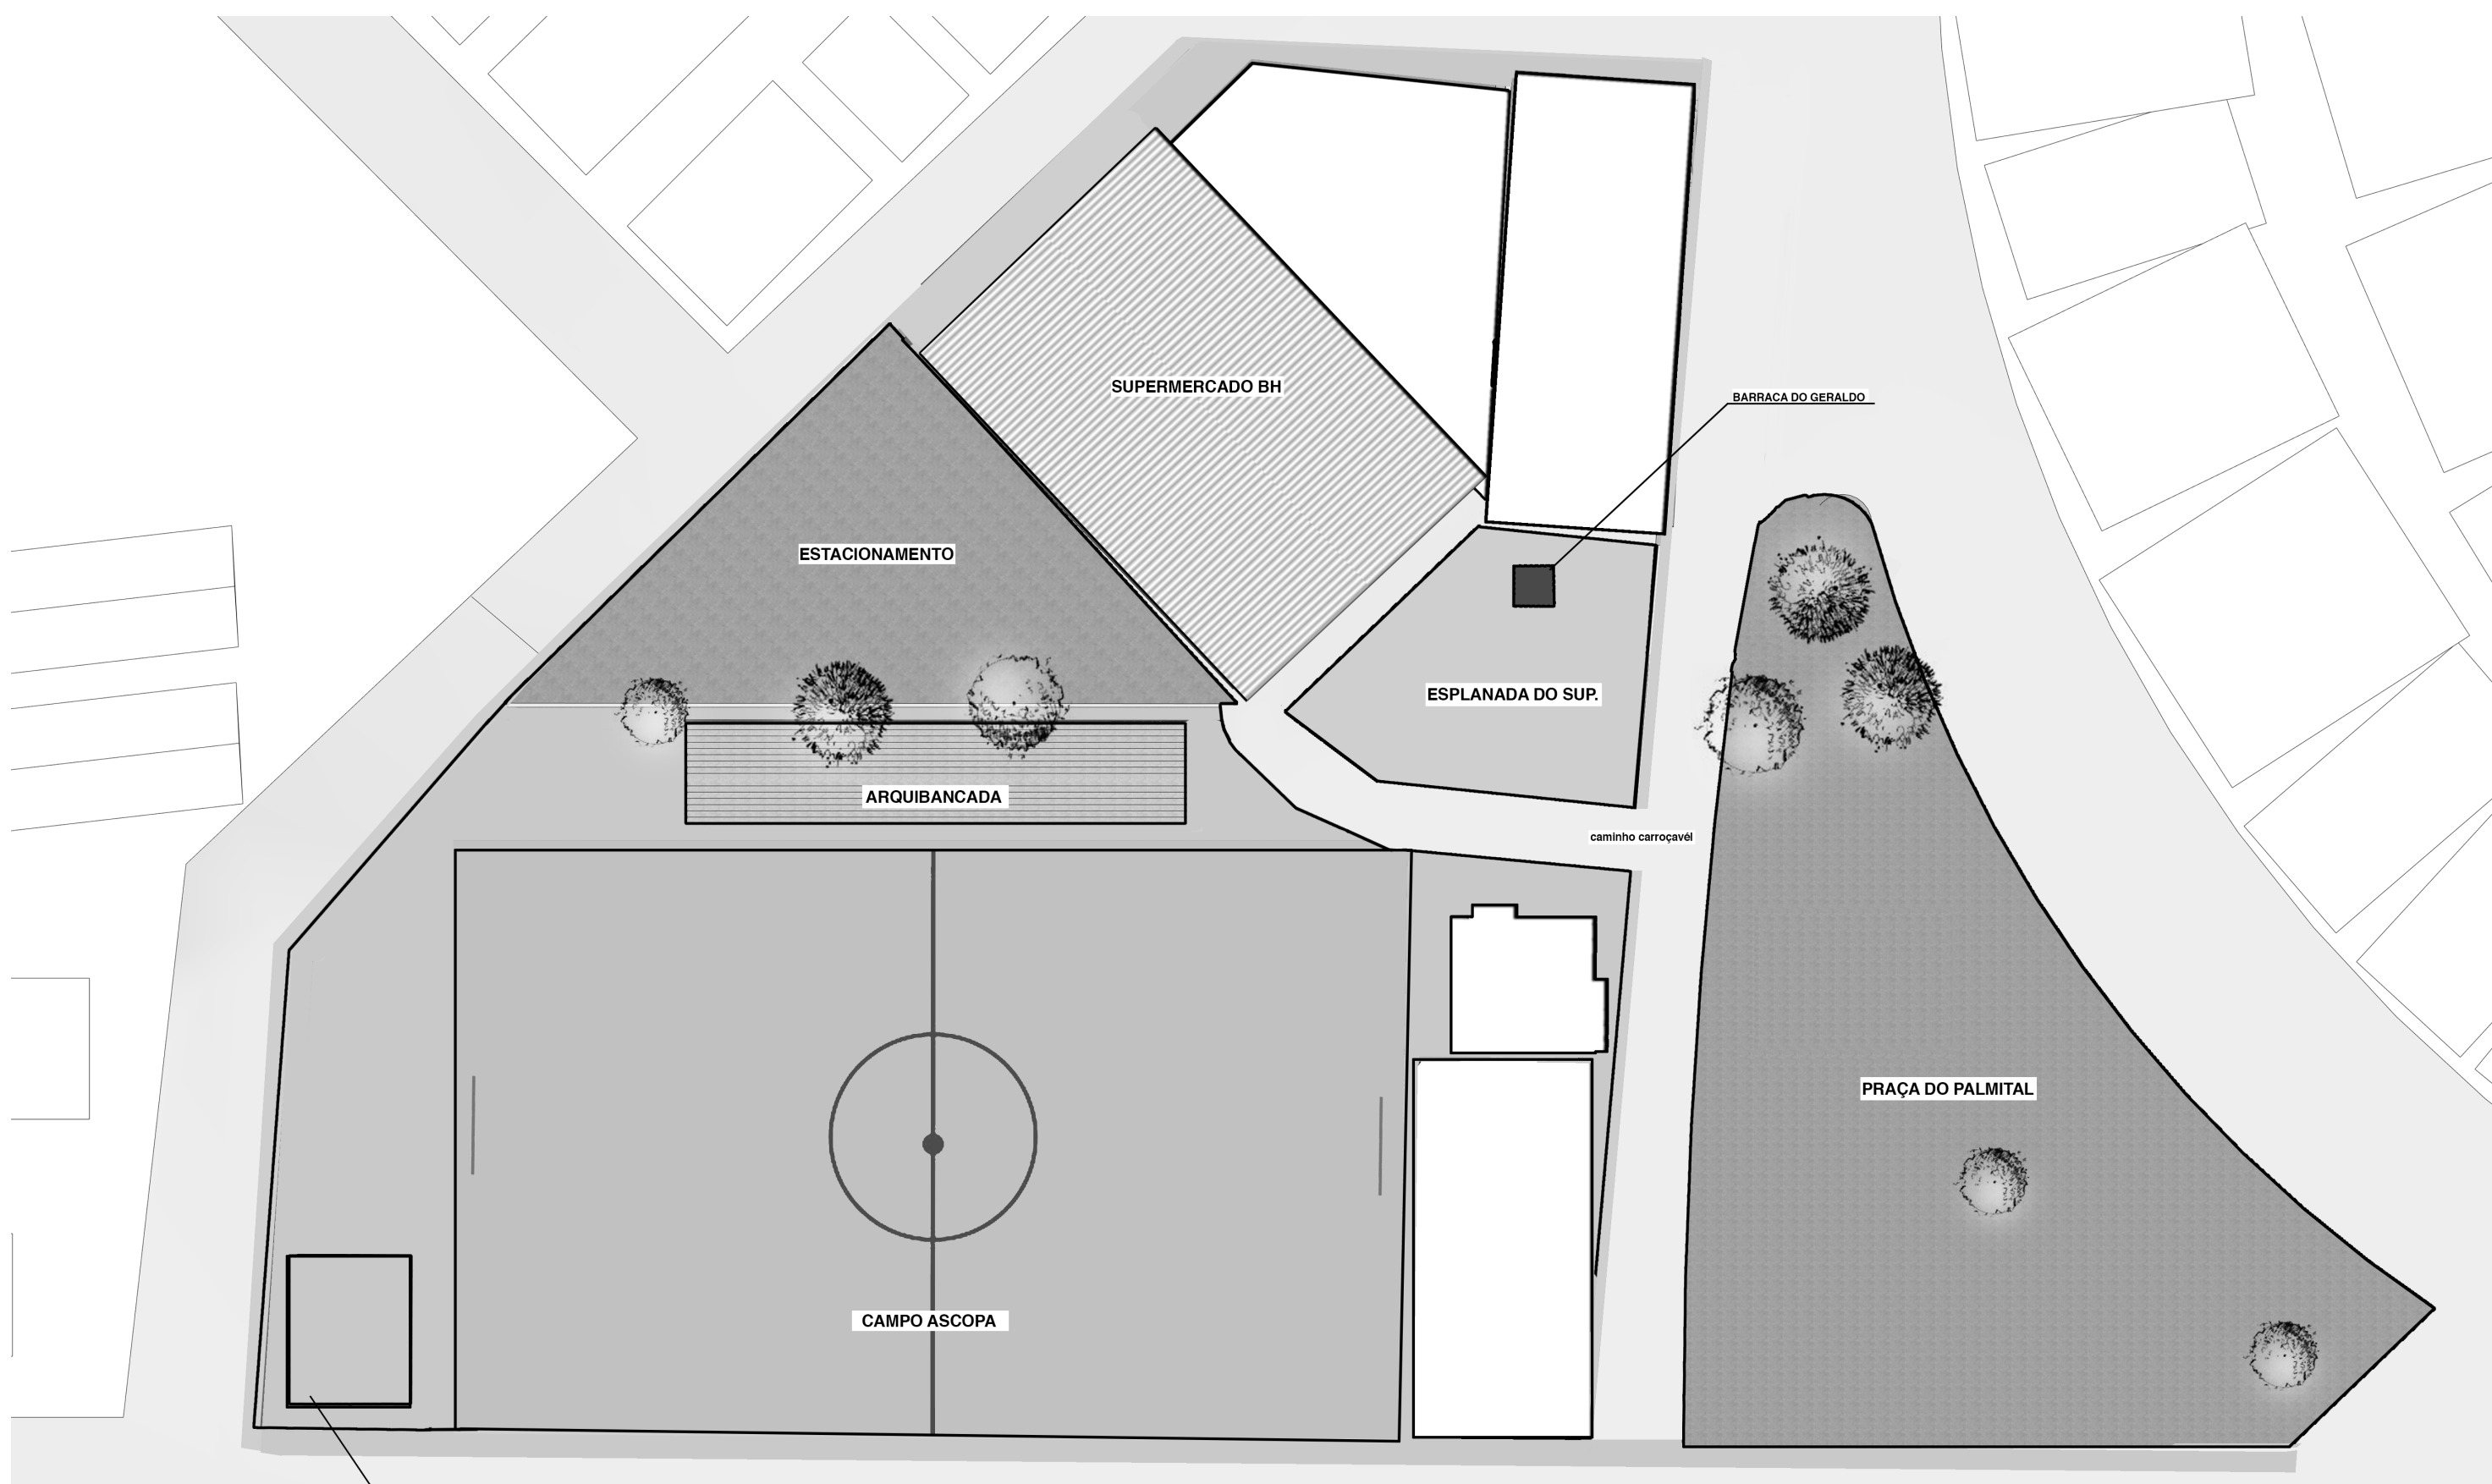 SUPERMERCADO BH
BARRACA DO GERALDO
ESTACIONAMENTO
ESPLANADA DO SUP.
ARQUIBANCADA
caminho carroçavél
PRAÇA DO PALMITAL
CAMPO ASCOPA